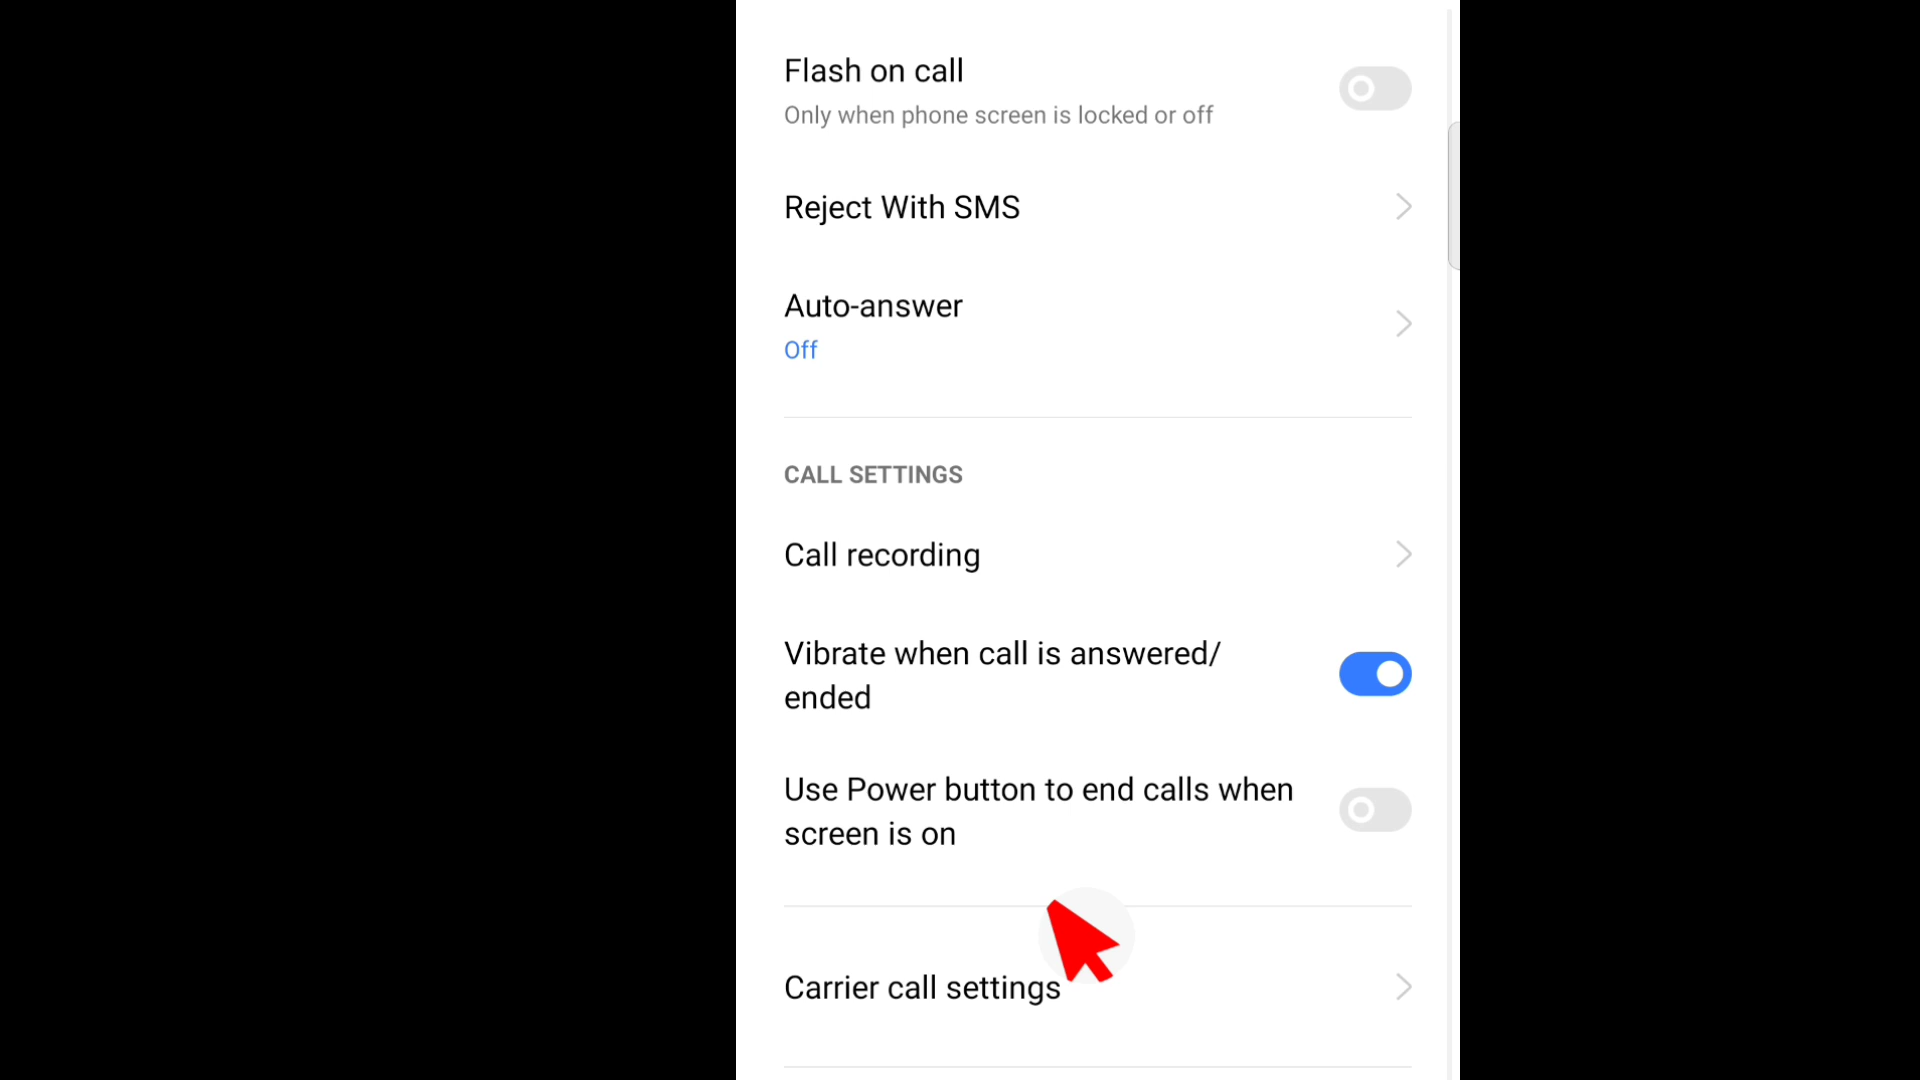 Flash on call
Only when phone screen is locked or off
Reject With SMS
Auto-answer
Off
CALL SETTINGS
Call recording
Vibrate when call is answered/
ended
Use Power button to end calls when
screen is on
Carrier call settings